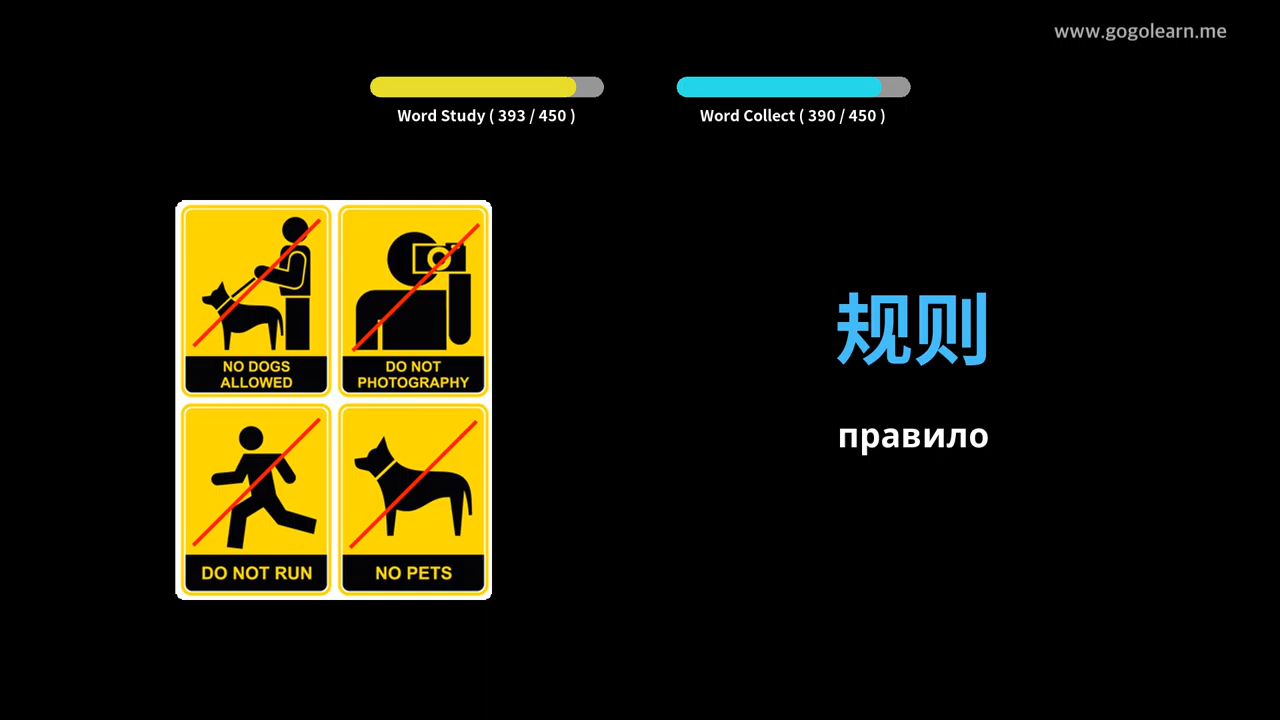 www.gogolearn.me
Word Study ( 393 / 450 )
Word Collect ( 390 / 450 )
NO DOGS
ALLOWED
DO NOT
PHOTOGRAPHY
DO NOT RUN
NO PETS
规则
правило